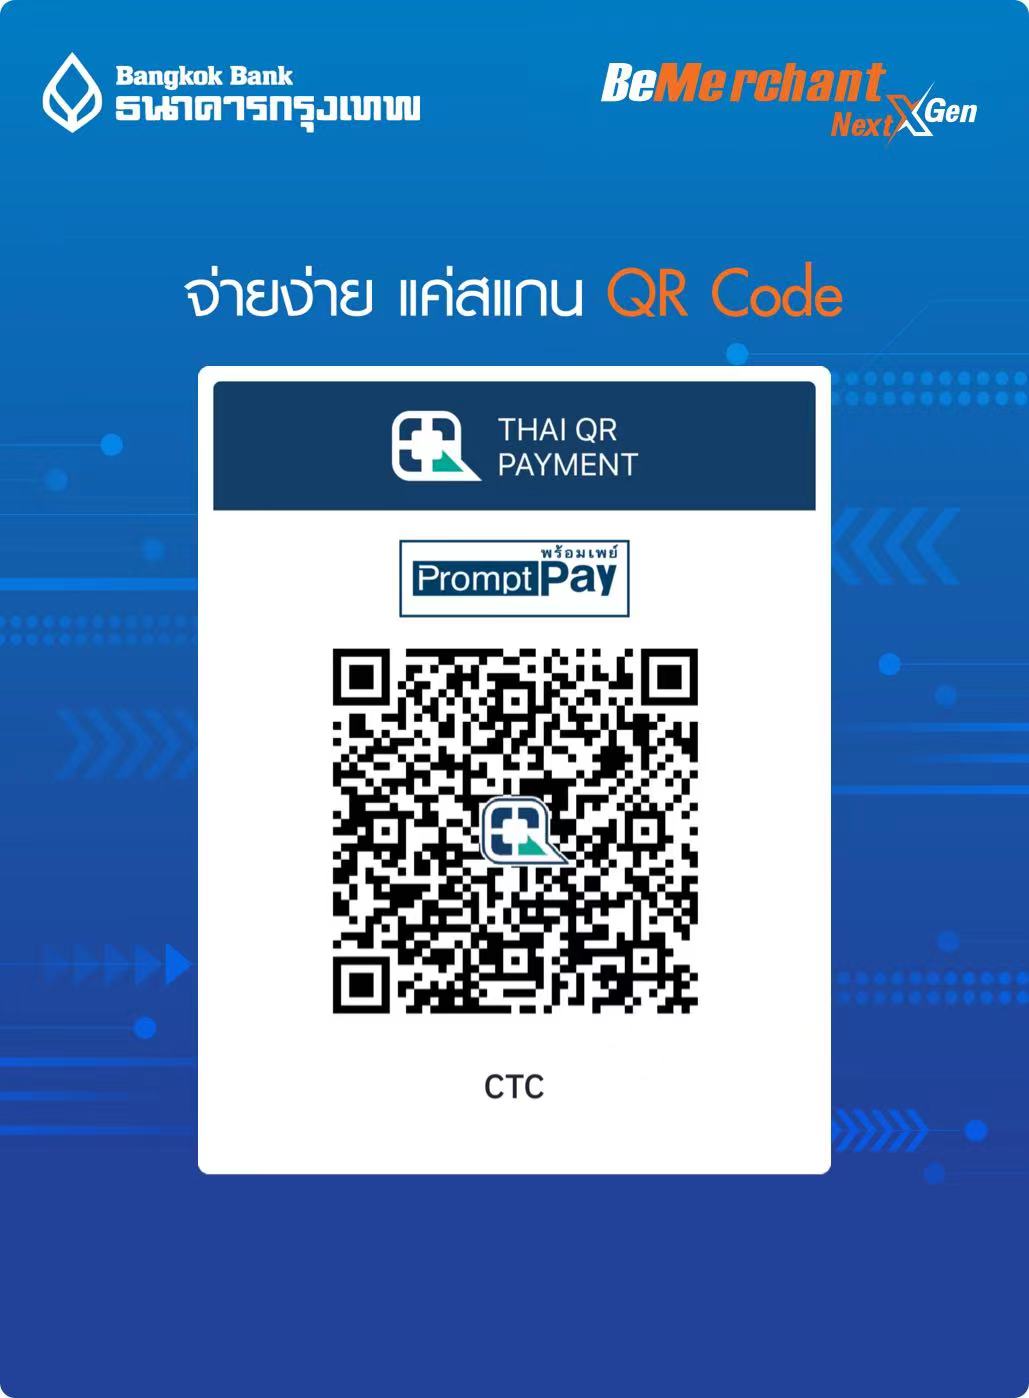 Bangkok Bank
ธนาคารกรุงเทพ
BeMerchant
NextXGen
จ่ายง่าย แค่สแกน QR Code
THAI QR
PAYMENT
พร้อมเพย์
PromptPay
CTC